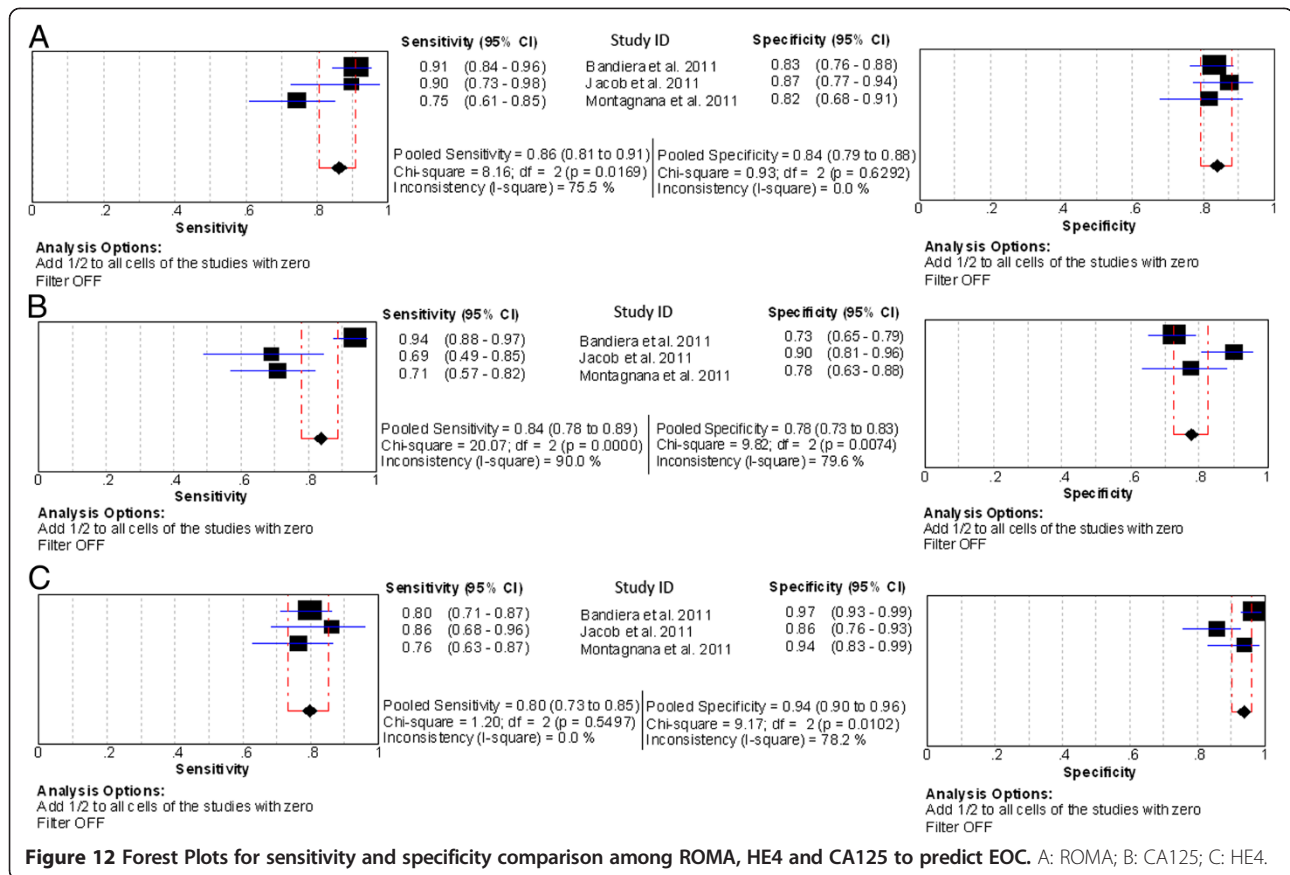 A
Sensitivity (95% CI) Study ID Specificity (95% CI)
0.91 (0.84 - 0.96) Bandiera et al. 2011 0.83 (0.76 - 0.88)
0.90 (0.73 - 0.98) Jacob et al. 2011 0.87 (0.77 - 0.94)
0.75 (0.61 - 0.85) Montagnana et al. 2011 0.82 (0.68 - 0.91)
Pooled Sensitivity = 0.86 (0.81 to 0.91) Pooled Specificity = 0.84 (0.79 to 0.88)
Chi-square = 8.16; df = 2 (p = 0.0169) Chi-square = 0.93; df = 2 (p = 0.6292)
Inconsistency (I-square) = 75.5 % Inconsistency (I-square) = 0.0 %
0 .2 .4 .6 .8 1 0 .2 .4 .6 .8 1
Sensitivity Specificity
Analysis Options: Analysis Options:
Add 1/2 to all cells of the studies with zero Add 1/2 to all cells of the studies with zero
Filter OFF Filter OFF
B
Sensitivity (95% CI) Study ID Specificity (95% CI)
0.94 (0.88 - 0.97) Bandiera et al. 2011 0.73 (0.65 - 0.79)
0.69 (0.49 - 0.85) Jacob et al. 2011 0.90 (0.81 - 0.96)
0.71 (0.57 - 0.82) Montagnana et al. 2011 0.78 (0.63 - 0.88)
Pooled Sensitivity = 0.84 (0.78 to 0.89) Pooled Specificity = 0.78 (0.73 to 0.83)
Chi-square = 20.07; df = 2 (p = 0.0000) Chi-square = 9.82; df = 2 (p = 0.0074)
Inconsistency (I-square) = 90.0 % Inconsistency (I-square) = 79.6 %
0 .2 .4 .6 .8 1 0 .2 .4 .6 .8 1
Sensitivity Specificity
Analysis Options: Analysis Options:
Add 1/2 to all cells of the studies with zero Add 1/2 to all cells of the studies with zero
Filter OFF Filter OFF
C
Sensitivity (95% CI) Study ID Specificity (95% CI)
0.80 (0.71 - 0.87) Bandiera et al. 2011 0.97 (0.93 - 0.99)
0.86 (0.68 - 0.96) Jacob et al. 2011 0.86 (0.76 - 0.93)
0.76 (0.63 - 0.87) Montagnana et al. 2011 0.94 (0.83 - 0.99)
Pooled Sensitivity = 0.80 (0.73 to 0.85) Pooled Specificity = 0.94 (0.90 to 0.96)
Chi-square = 1.20; df = 2 (p = 0.5497) Chi-square = 9.17; df = 2 (p = 0.0102)
Inconsistency (I-square) = 0.0 % Inconsistency (I-square) = 78.2 %
0 .2 .4 .6 .8 1 0 .2 .4 .6 .8 1
Sensitivity Specificity
Analysis Options: Analysis Options:
Add 1/2 to all cells of the studies with zero Add 1/2 to all cells of the studies with zero
Filter OFF Filter OFF
Figure 12 Forest Plots for sensitivity and specificity comparison among ROMA, HE4 and CA125 to predict EOC. A: ROMA; B: CA125; C: HE4.